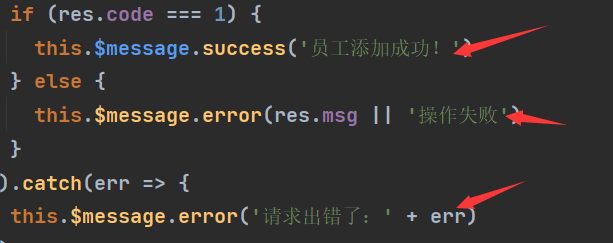 if (res.code === 1) {
this.$message.success('员工添加成功！')
} else {
this.$message.error(res.msg || '操作失败')
}
).catch(err => {
this.$message.error('请求出错了：' + err)